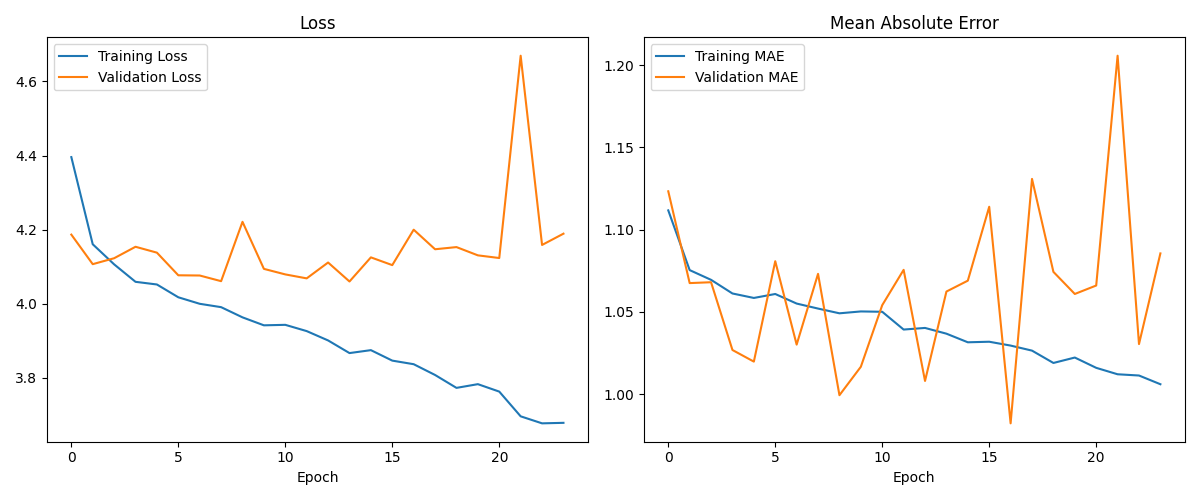 Loss
Training Loss
Validation Loss
4.6
4.4
4.2
4.0
3.8
0
5
10
15
20
Epoch
Mean Absolute Error
Training MAE
Validation MAE
1.20
1.15
1.10
1.05
1.00
0
5
10
15
20
Epoch